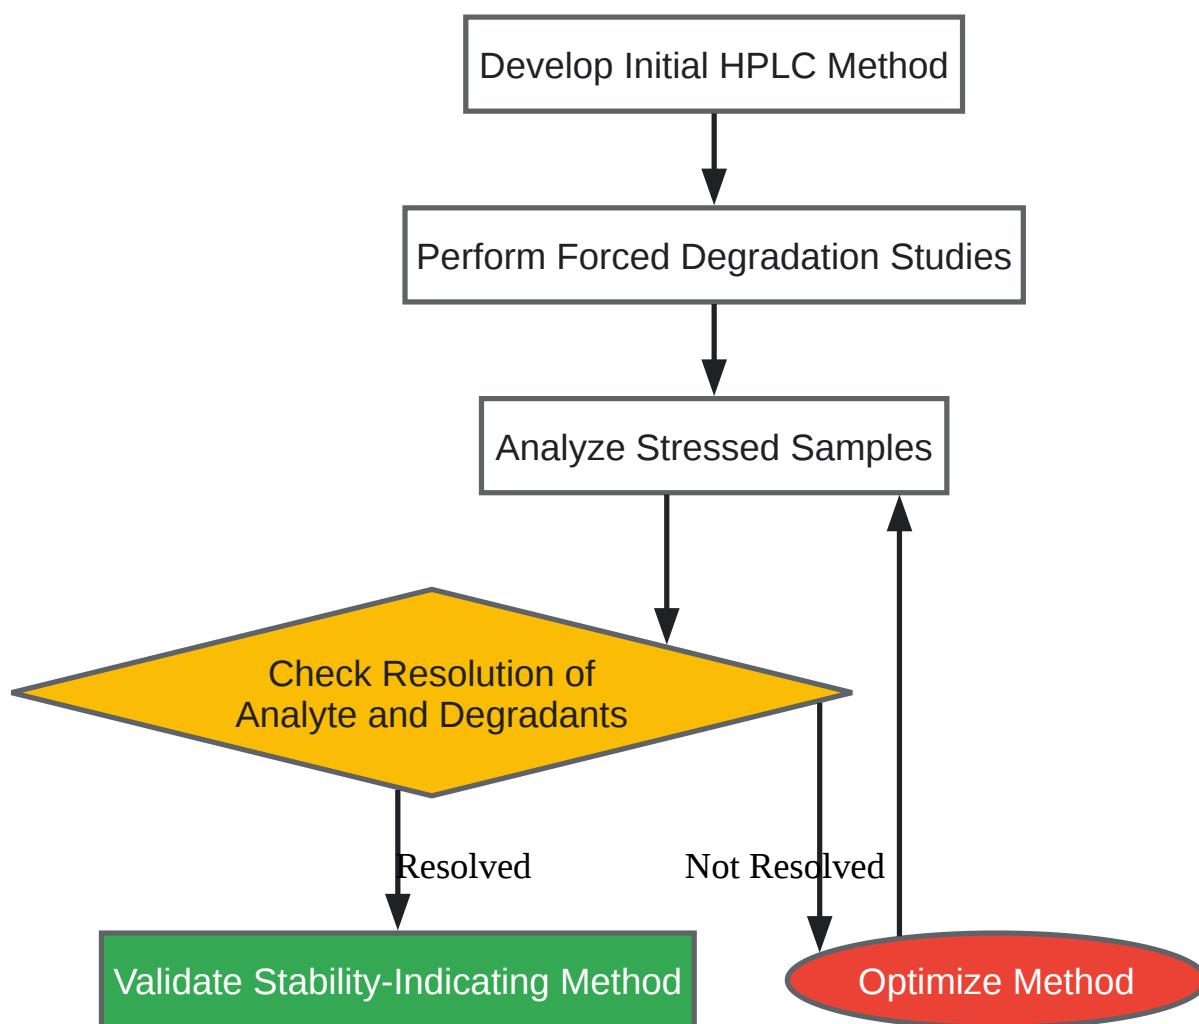 Develop Initial HPLC Method
Perform Forced Degradation Studies
Analyze Stressed Samples
Check Resolution of
Analyte and Degradants
Resolved
Not Resolved
Validate Stability-Indicating Method
Optimize Method